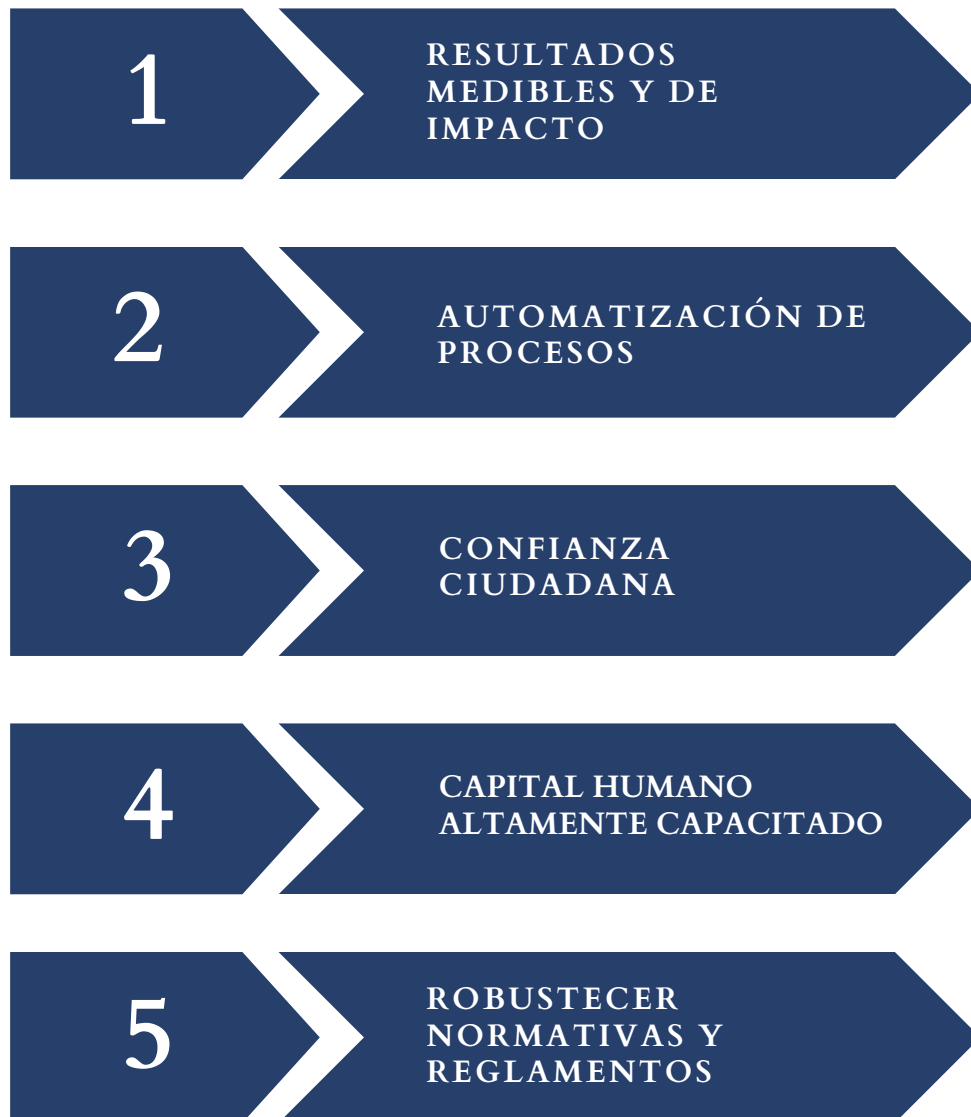 1
RESULTADOS
MEDIBLES Y DE
IMPACTO
2
AUTOMATIZACIÓN DE
PROCESOS
3
CONFIANZA
CIUDADANA
4
CAPITAL HUMANO
ALTAMENTE CAPACITADO
5
ROBUSTECER
NORMATIVAS Y
REGLAMENTOS